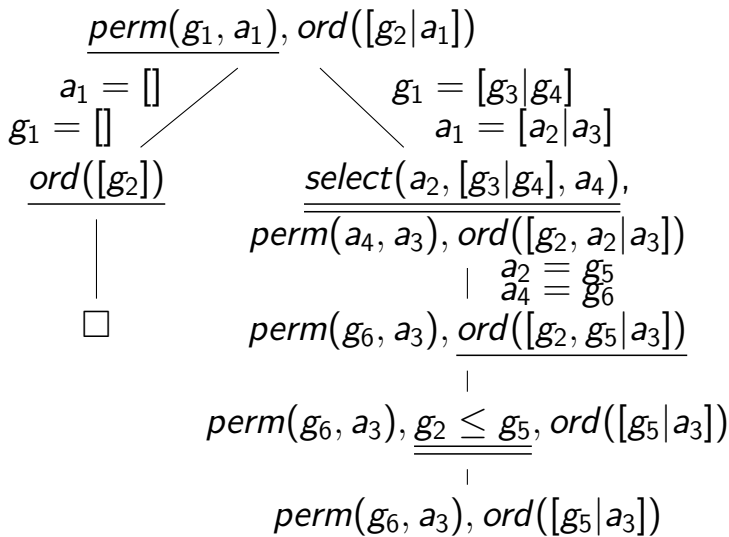 perm(g₁, a₁), ord([g₂|a₁])
a₁ = []
g₁ = []
g₁ = [g₃|g₄]
a₁ = [a₂|a₃]
ord([g₂])
select(a₂, [g₃|g₄], a₄),
perm(a₄, a₃), ord([g₂, a₂|a₃])
a₂ = g₅
a₄ = g₆
□
perm(g₆, a₃), ord([g₂, g₅|a₃])
perm(g₆, a₃), g₂ ≤ g₅, ord([g₅|a₃])
perm(g₆, a₃), ord([g₅|a₃])